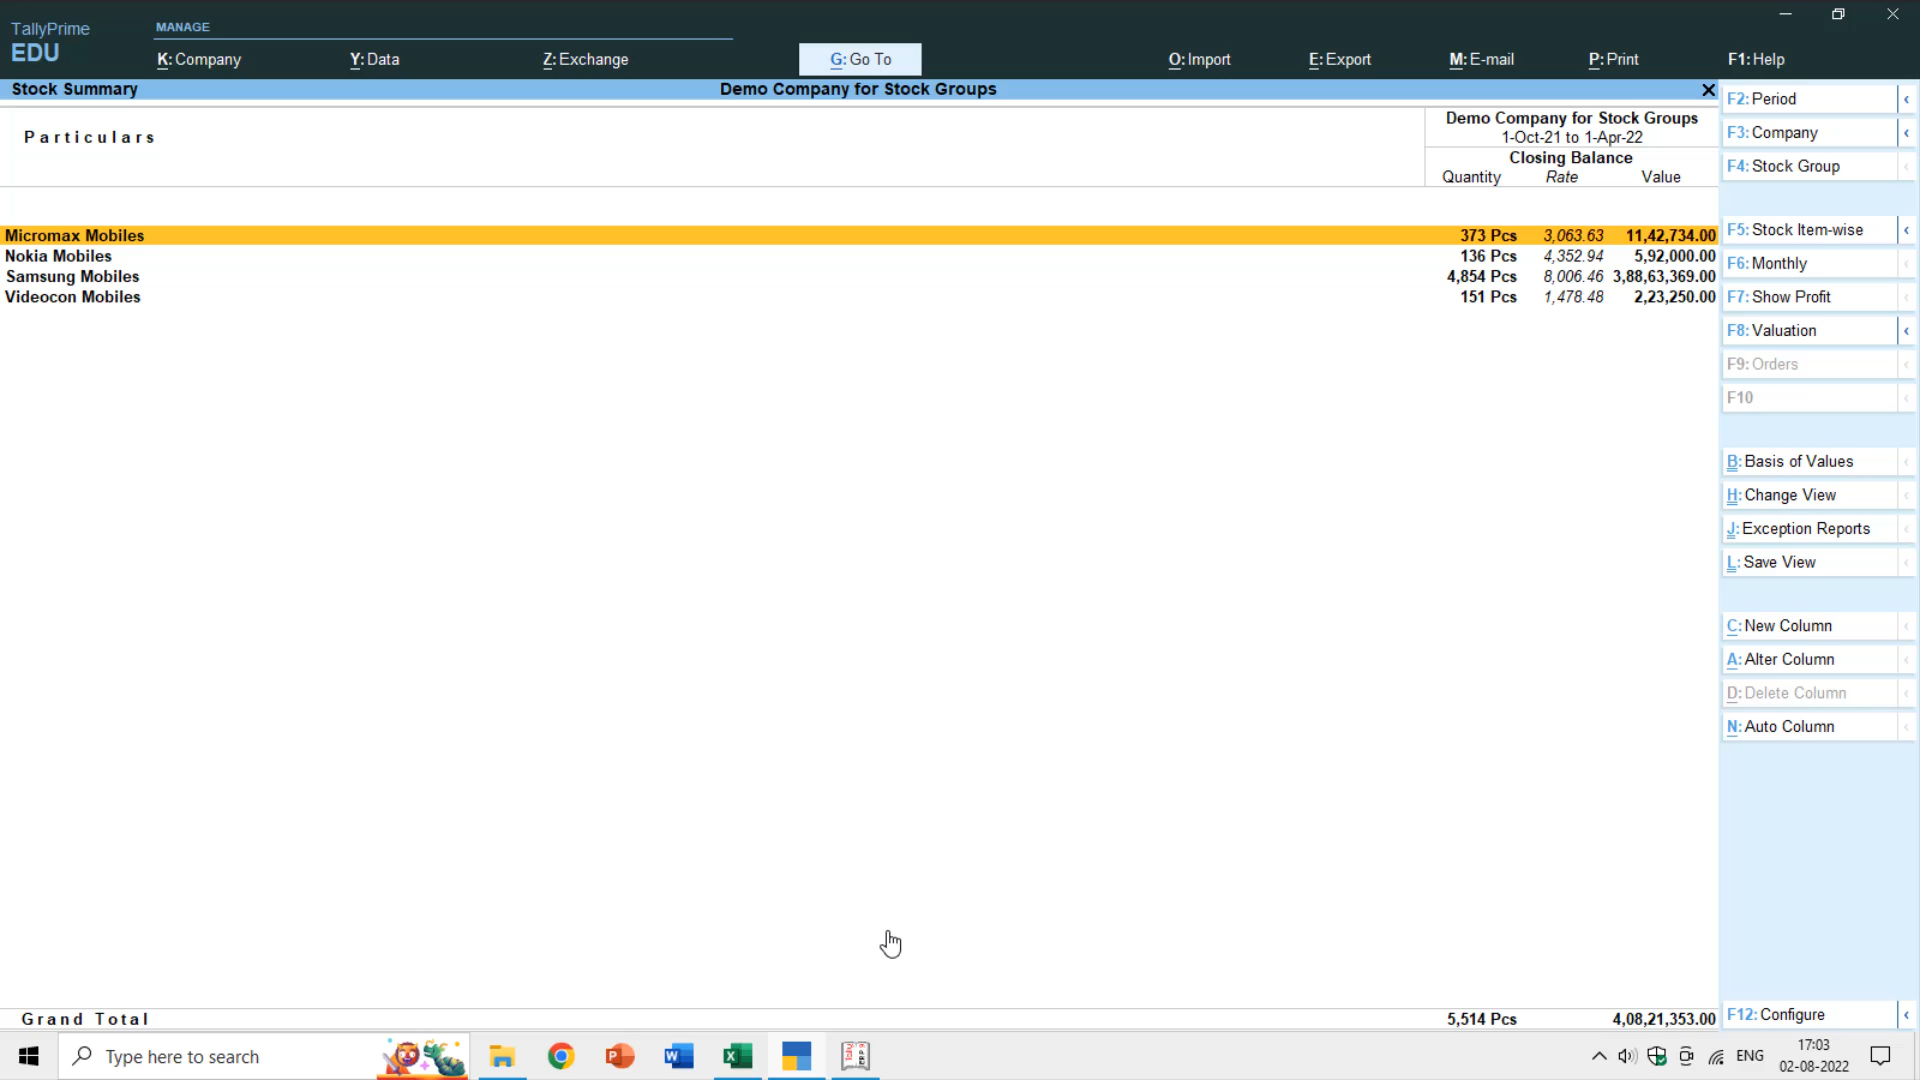 TallyPrime
EDU
MANAGE
K: Company
Y: Data
Z: Exchange
G: Go To
O: Import
E: Export
M: E-mail
P: Print
F1: Help
Stock Summary
Demo Company for Stock Groups
Particulars
Demo Company for Stock Groups
1-Oct-21 to 1-Apr-22
Closing Balance
Quantity Rate Value
Micromax Mobiles 373 Pcs 3,063.63 11,42,734.00
Nokia Mobiles 136 Pcs 4,352.94 5,92,000.00
Samsung Mobiles 4,854 Pcs 8,006.46 3,88,63,369.00
Videocon Mobiles 151 Pcs 1,478.48 2,23,250.00
Grand Total 5,514 Pcs 4,08,21,353.00
F2: Period
F3: Company
F4: Stock Group
F5: Stock Item-wise
F6: Monthly
F7: Show Profit
F8: Valuation
F9: Orders
F10
B: Basis of Values
H: Change View
J: Exception Reports
L: Save View
C: New Column
A: Alter Column
D: Delete Column
N: Auto Column
F12: Configure
Type here to search
ENG
17:03
02-08-2022